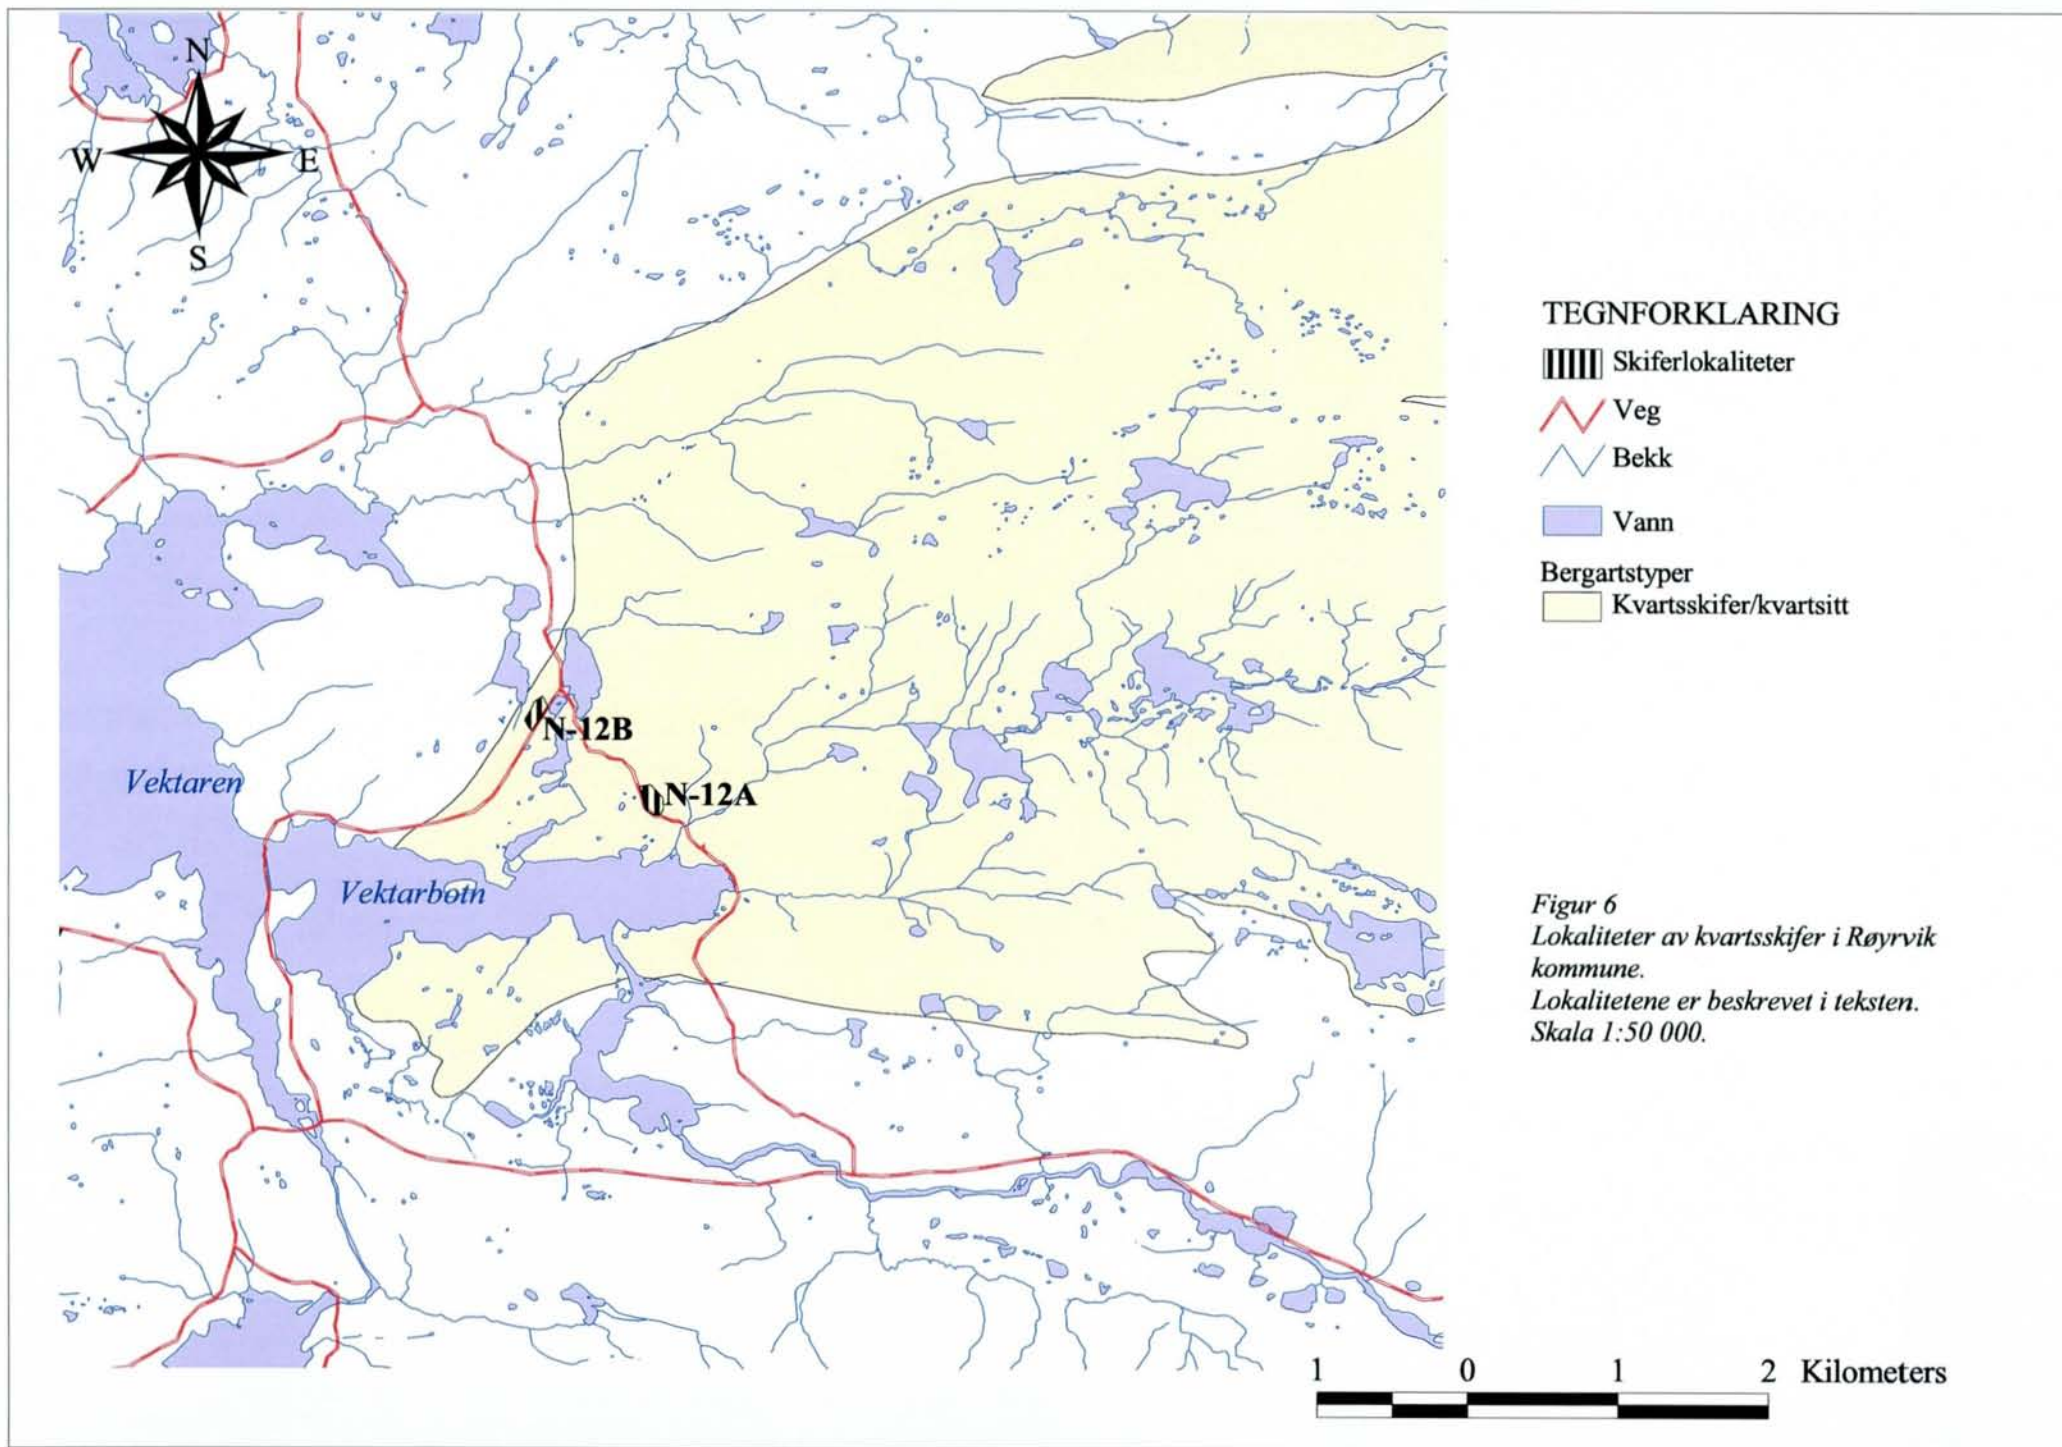 N
W
E
S
N-12B
N-12A
Vektaren
Vektarbotn
TEGNFORKLARING
Skiferlokaliteter
Veg
Bekk
Vann
Bergartstyper
Kvartsskifer/kvartsitt
Figur 6
Lokaliteter av kvartsskifer i Røyrvik
kommune.
Lokalitetene er beskrevet i teksten.
Skala 1:50 000.
1 0 1 2 Kilometers